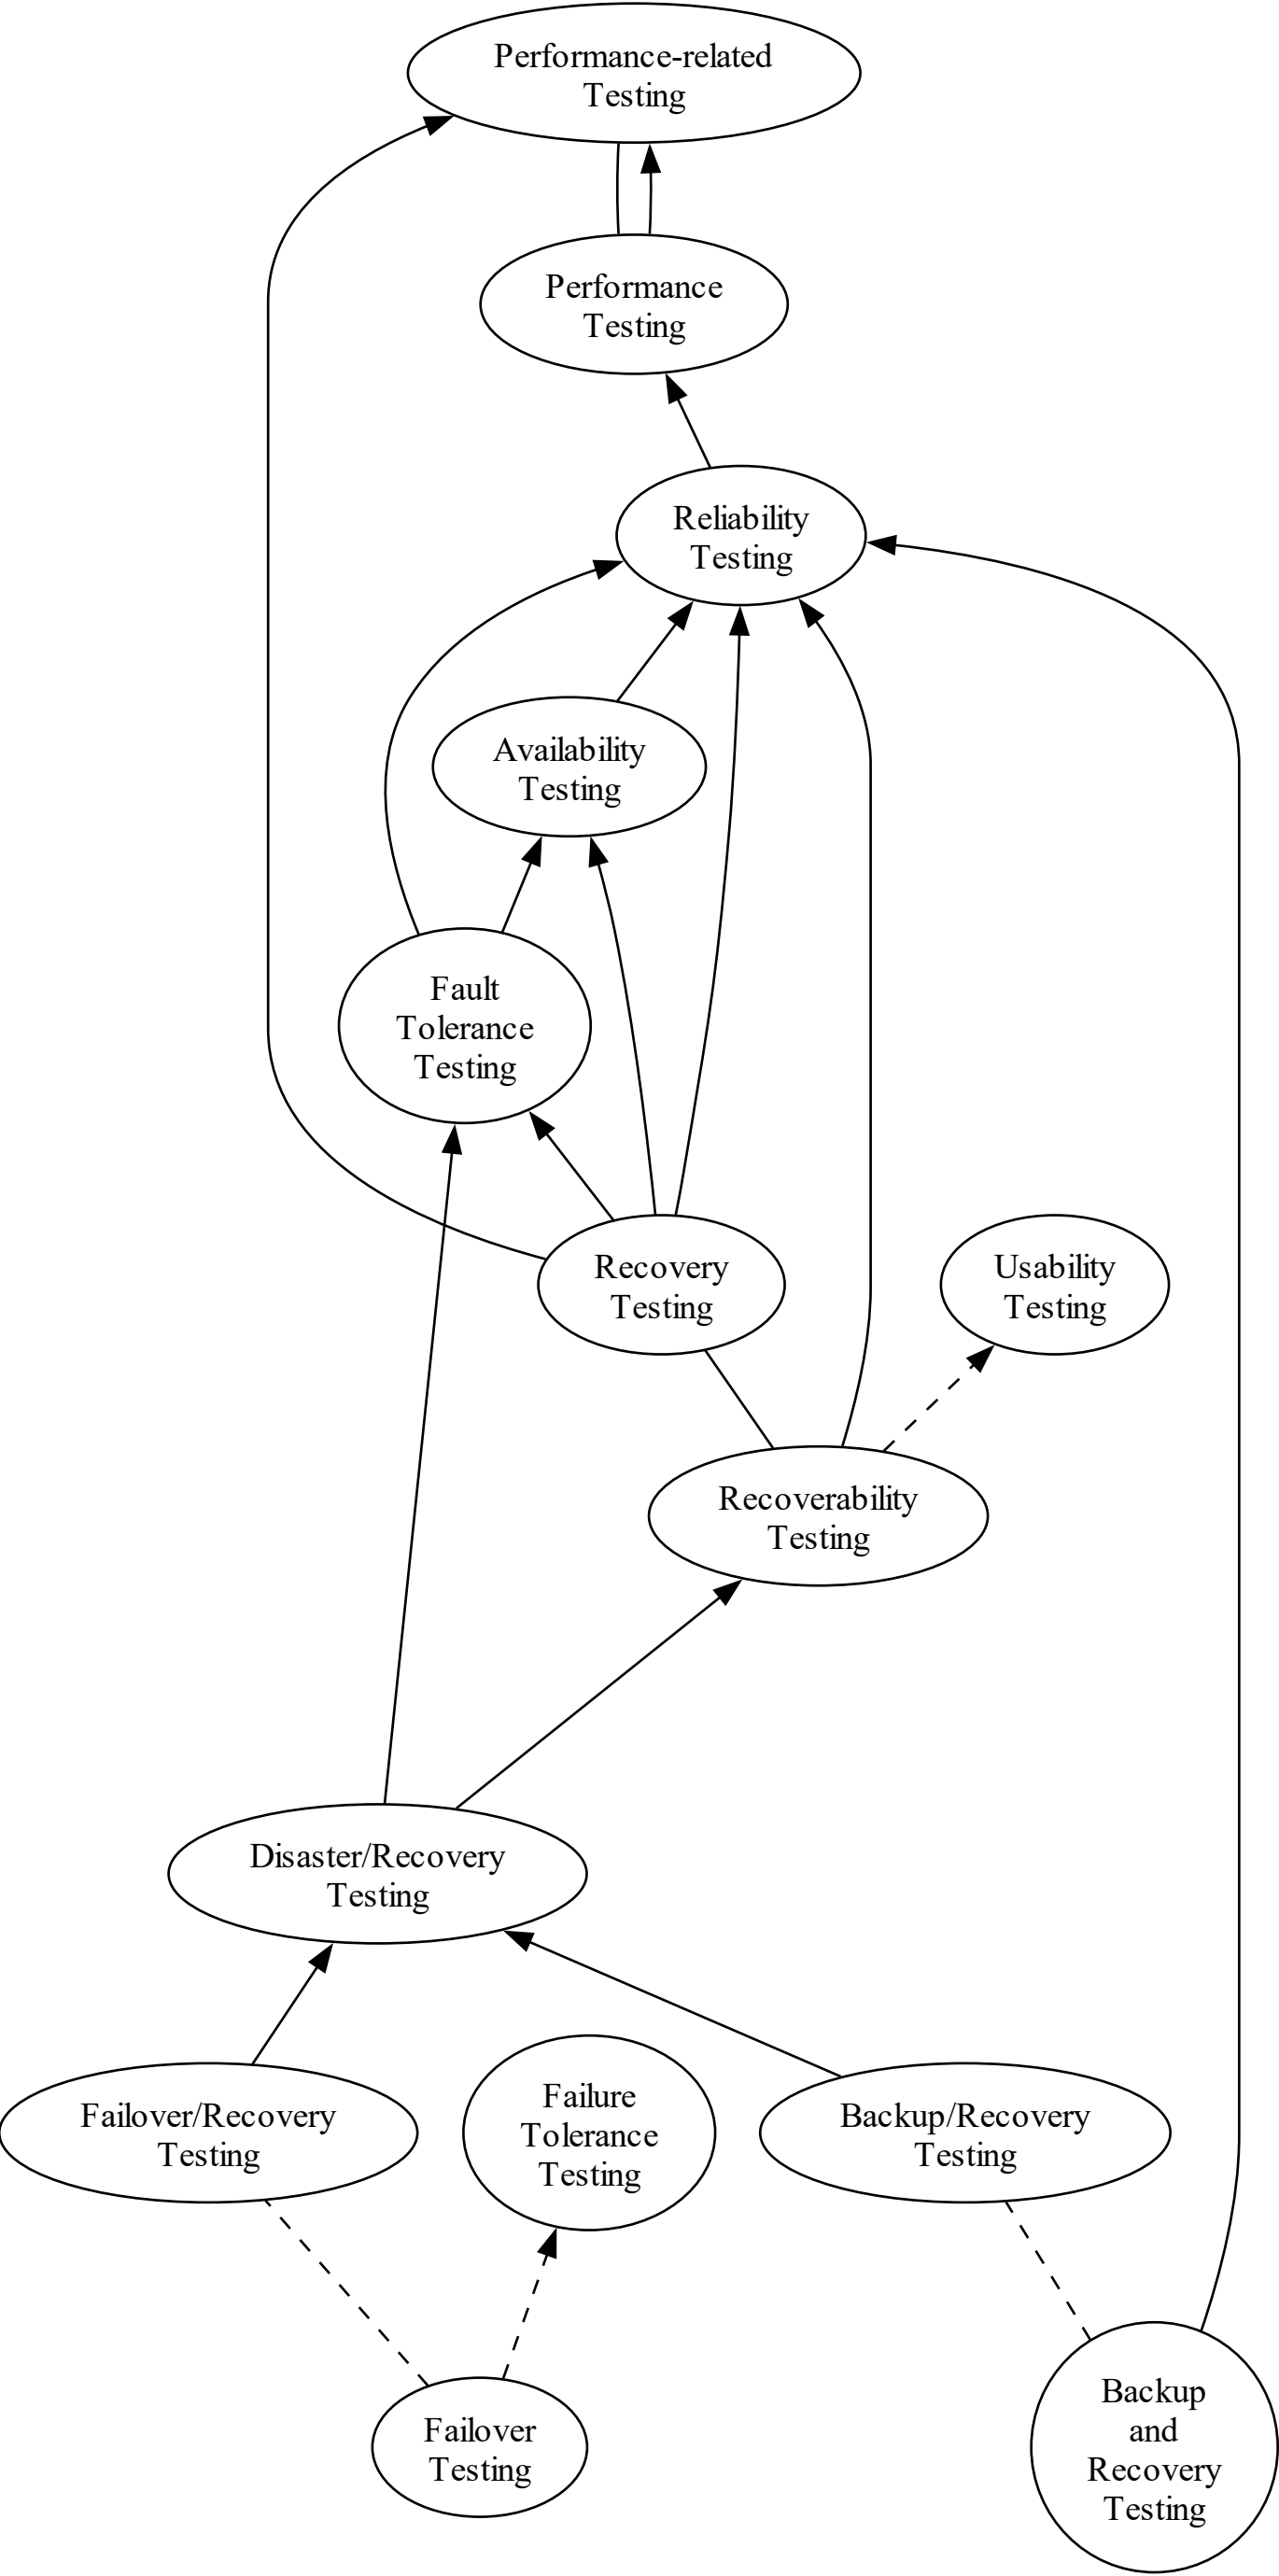 Performance-related
Testing
Performance
Testing
Reliability
Testing
Availability
Testing
Fault
Tolerance
Testing
Recovery
Testing
Usability
Testing
Recoverability
Testing
Disaster/Recovery
Testing
Failover/Recovery
Testing
Failure
Tolerance
Testing
Backup/Recovery
Testing
Failover
Testing
Backup
and
Recovery
Testing